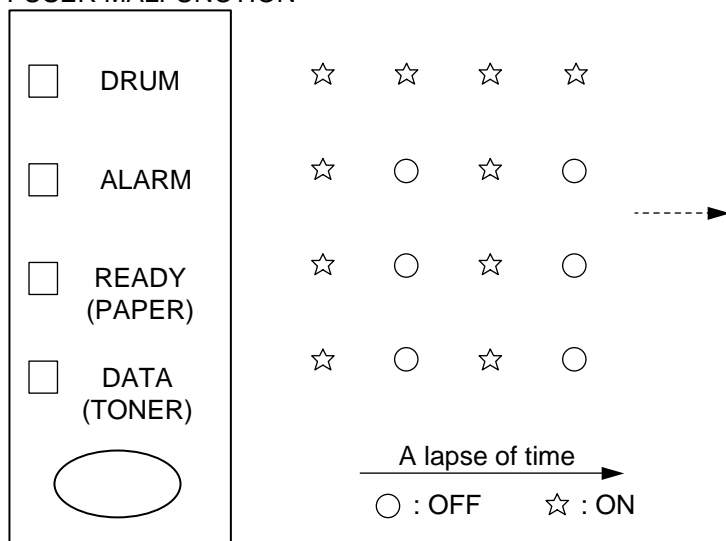 FUSER MALFUNCTION
DRUM
ALARM
READY
(PAPER)
DATA
(TONER)
A lapse of time
: OFF
: ON